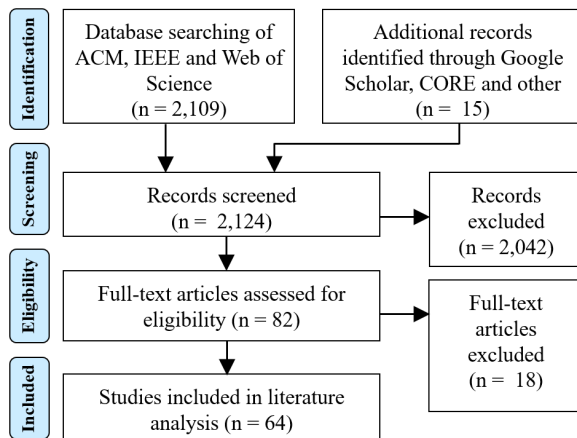 Identification
Database searching of
ACM, IEEE and Web of
Science
(n = 2,109)
Additional records
identified through Google
Scholar, CORE and other
(n = 15)
Screening
Records screened
(n = 2,124)
Records
excluded
(n = 2,042)
Eligibility
Full-text articles assessed for
eligibility (n = 82)
Full-text
articles
excluded
(n = 18)
Included
Studies included in literature
analysis (n = 64)